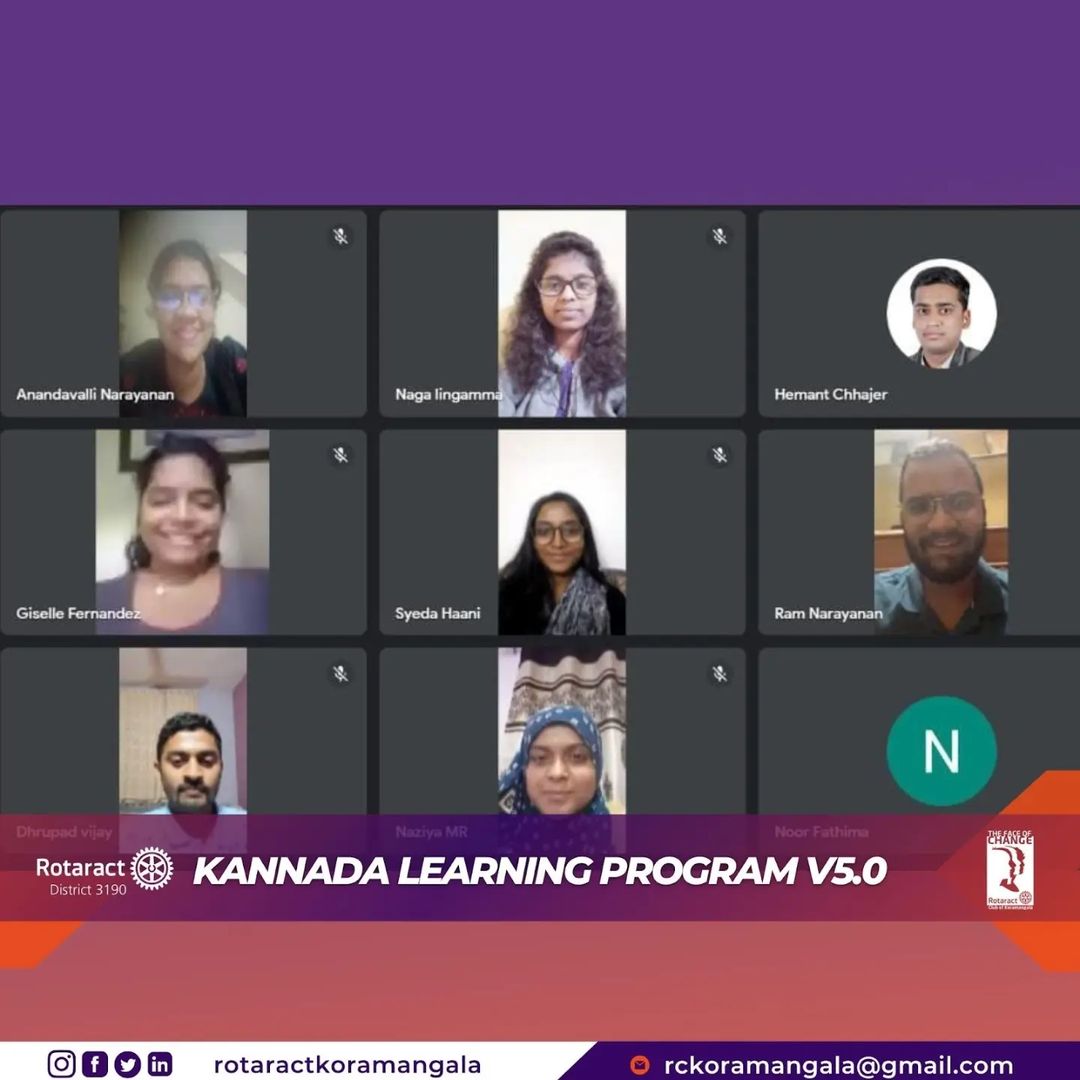 Anandavalli Narayanan
Naga lingamma
Hemant Chhajer
Giselle Fernandez
Syeda Haani
Ram Narayanan
Dhrupad vijay
Naziya MR
N
Noor Fathima
Rotaract
District 3190
KANNADA LEARNING PROGRAM V5.0
THE FACE OF
CHANGE
Rotaract
Club of Koramangala
rotaractkoramangala
rckoramangala@gmail.com